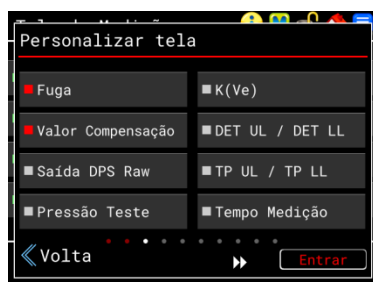 Personalizar tela
Fuga
K(Ve)
Valor Compensação
DET UL / DET LL
Saída DPS Raw
TP UL / TP LL
Pressão Teste
Tempo Medição
Volta
Entrar